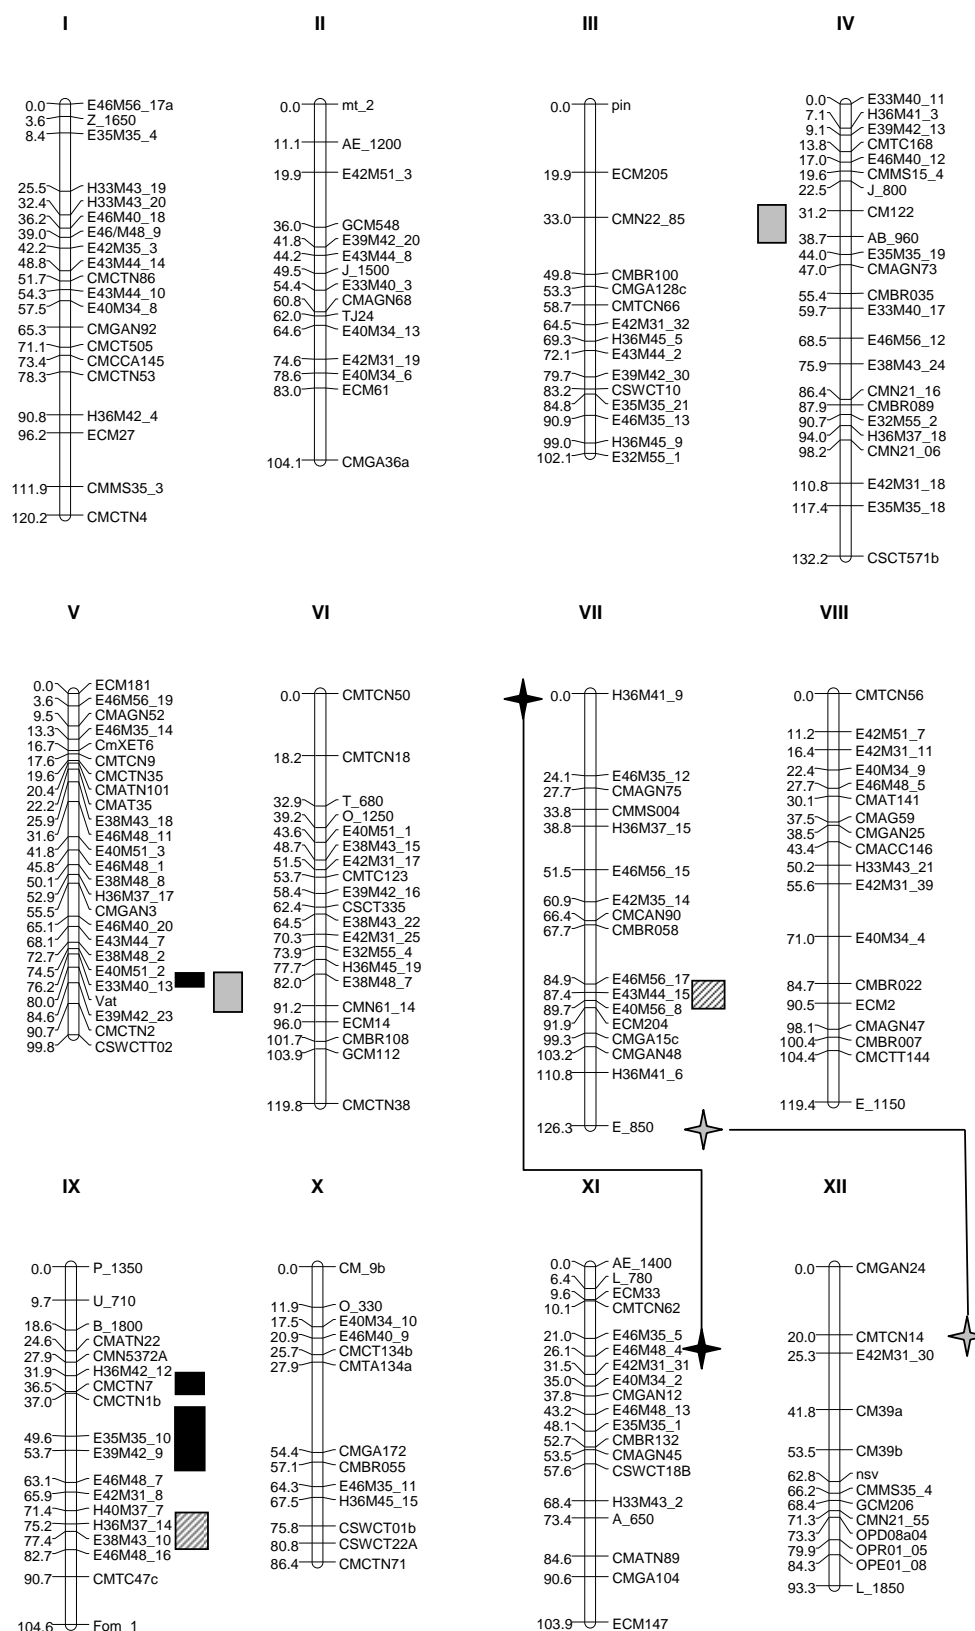 I
II
III
IV
0.0 E46M56_17a
3.6 Z_1650
8.4 E35M35_4
25.5 H33M43_19
32.4 H33M43_20
36.2 E46M40_18
39.0 E46/M48_9
42.2 E42M35_3
48.8 E43M44_14
51.7 CMCTN86
54.3 E43M44_10
57.5 E40M34_8
65.3 CMGAN92
71.1 CMCT505
73.4 CMCCA145
78.3 CMCTN53
90.8 H36M42_4
96.2 ECM27
111.9 CMMS35_3
120.2 CMCTN4
0.0 mt_2
11.1 AE_1200
19.9 E42M51_3
36.0 GCM548
41.8 E39M42_20
44.2 E43M44_8
49.5 J_1500
54.4 E33M40_3
60.8 CMAGN68
62.0 TJ24
64.6 E40M34_13
74.6 E42M31_19
78.6 E40M34_6
83.0 ECM61
104.1 CMGA36a
0.0 pin
19.9 ECM205
33.0 CMN22_85
49.8 CMBR100
53.3 CMGA128c
58.7 CMTCN66
64.5 E42M31_32
69.3 H36M45_5
72.1 E43M44_2
79.7 E39M42_30
83.2 CSWCT10
84.8 E35M35_21
90.9 E46M35_13
99.0 H36M45_9
102.1 E32M55_1
0.0 E33M40_11
7.1 H36M41_3
9.1 E39M42_13
13.8 CMTC168
17.0 E46M40_12
19.6 CMMS15_4
22.5 J_800
31.2 CM122
38.7 AB_960
44.0 E35M35_19
47.0 CMAGN73
55.4 CMBR035
59.7 E33M40_17
68.5 E46M56_12
75.9 E38M43_24
86.4 CMN21_16
87.9 CMBR089
90.7 E32M55_2
94.0 H36M37_18
98.2 CMN21_06
110.8 E42M31_18
117.4 E35M35_18
132.2 CSCT571b
V
VI
VII
VIII
0.0 ECM181
3.6 E46M56_19
9.5 CMAGN52
13.3 E46M35_14
16.7 CmXET6
17.6 CMTCN9
19.6 CMCTN35
20.4 CMATN101
22.2 CMAT35
25.9 E38M43_18
31.6 E46M48_11
41.8 E40M51_3
45.8 E46M48_1
50.1 E38M48_8
52.9 H36M37_17
55.5 CMGAN3
65.1 E46M40_20
68.1 E43M44_7
72.7 E38M48_2
74.5 E40M51_2
76.2 E33M40_13
80.0 Vat
84.6 E39M42_23
90.7 CMCTN2
99.8 CSWCTT02
0.0 CMTCN50
18.2 CMTCN18
32.9 T_680
39.2 O_1250
43.6 E40M51_1
48.7 E38M43_15
51.5 E42M31_17
53.7 CMTC123
58.4 E39M42_16
62.4 CSCT335
64.5 E38M43_22
70.3 E42M31_25
73.9 E32M55_4
77.7 H36M45_19
82.0 E38M48_7
91.2 CMN61_14
96.0 ECM14
101.7 CMBR108
103.9 GCM112
119.8 CMCTN38
0.0 H36M41_9
24.1 E46M35_12
27.7 CMAGN75
33.8 CMMS004
38.8 H36M37_15
51.5 E46M56_15
60.9 E42M35_14
66.4 CMCAN90
67.7 CMBR058
84.9 E46M56_17
87.4 E43M44_15
89.7 E40M56_8
91.9 ECM204
99.3 CMGA15c
103.2 CMGAN48
110.8 H36M41_6
126.3 E_850
0.0 CMTCN56
11.2 E42M51_7
16.4 E42M31_11
22.4 E40M34_9
27.7 E46M48_5
30.1 CMAT141
37.5 CMAG59
38.5 CMGAN25
43.4 CMACC146
50.2 H33M43_21
55.6 E42M31_39
71.0 E40M34_4
84.7 CMBR022
90.5 ECM2
98.1 CMAGN47
100.4 CMBR007
104.4 CMCTT144
119.4 E_1150
IX
X
XI
XII
0.0 P_1350
9.7 U_710
18.6 B_1800
24.6 CMATN22
27.9 CMN5372A
31.9 H36M42_12
36.5 CMCTN7
37.0 CMCTN1b
49.6 E35M35_10
53.7 E39M42_9
63.1 E46M48_7
65.9 E42M31_8
71.4 H40M37_7
75.2 H36M37_14
77.4 E38M43_10
82.7 E46M48_16
90.7 CMTC47c
104.6 Fom_1
0.0 CM_9b
11.9 O_330
17.5 E40M34_10
20.9 E46M40_9
25.7 CMCT134b
27.9 CMTA134a
54.4 CMGA172
57.1 CMBR055
64.3 E46M35_11
67.5 H36M45_15
75.8 CSWCT01b
80.8 CSWCT22A
86.4 CMCTN71
0.0 AE_1400
6.4 L_780
9.6 ECM33
10.1 CMTCN62
21.0 E46M35_5
26.1 E46M48_4
31.5 E42M31_31
35.0 E40M34_2
37.8 CMGAN12
43.2 E46M48_13
48.1 E35M35_1
52.7 CMBR132
53.5 CMAGN45
57.6 CSWCT18B
68.4 H33M43_2
73.4 A_650
84.6 CMATN89
90.6 CMGA104
103.9 ECM147
0.0 CMGAN24
20.0 CMTCN14
25.3 E42M31_30
41.8 CM39a
53.5 CM39b
62.8 nsv
66.2 CMMS35_4
68.4 GCM206
71.3 CMN21_55
73.3 OPD08a04
79.9 OPR01_05
84.3 OPE01_08
93.3 L_1850